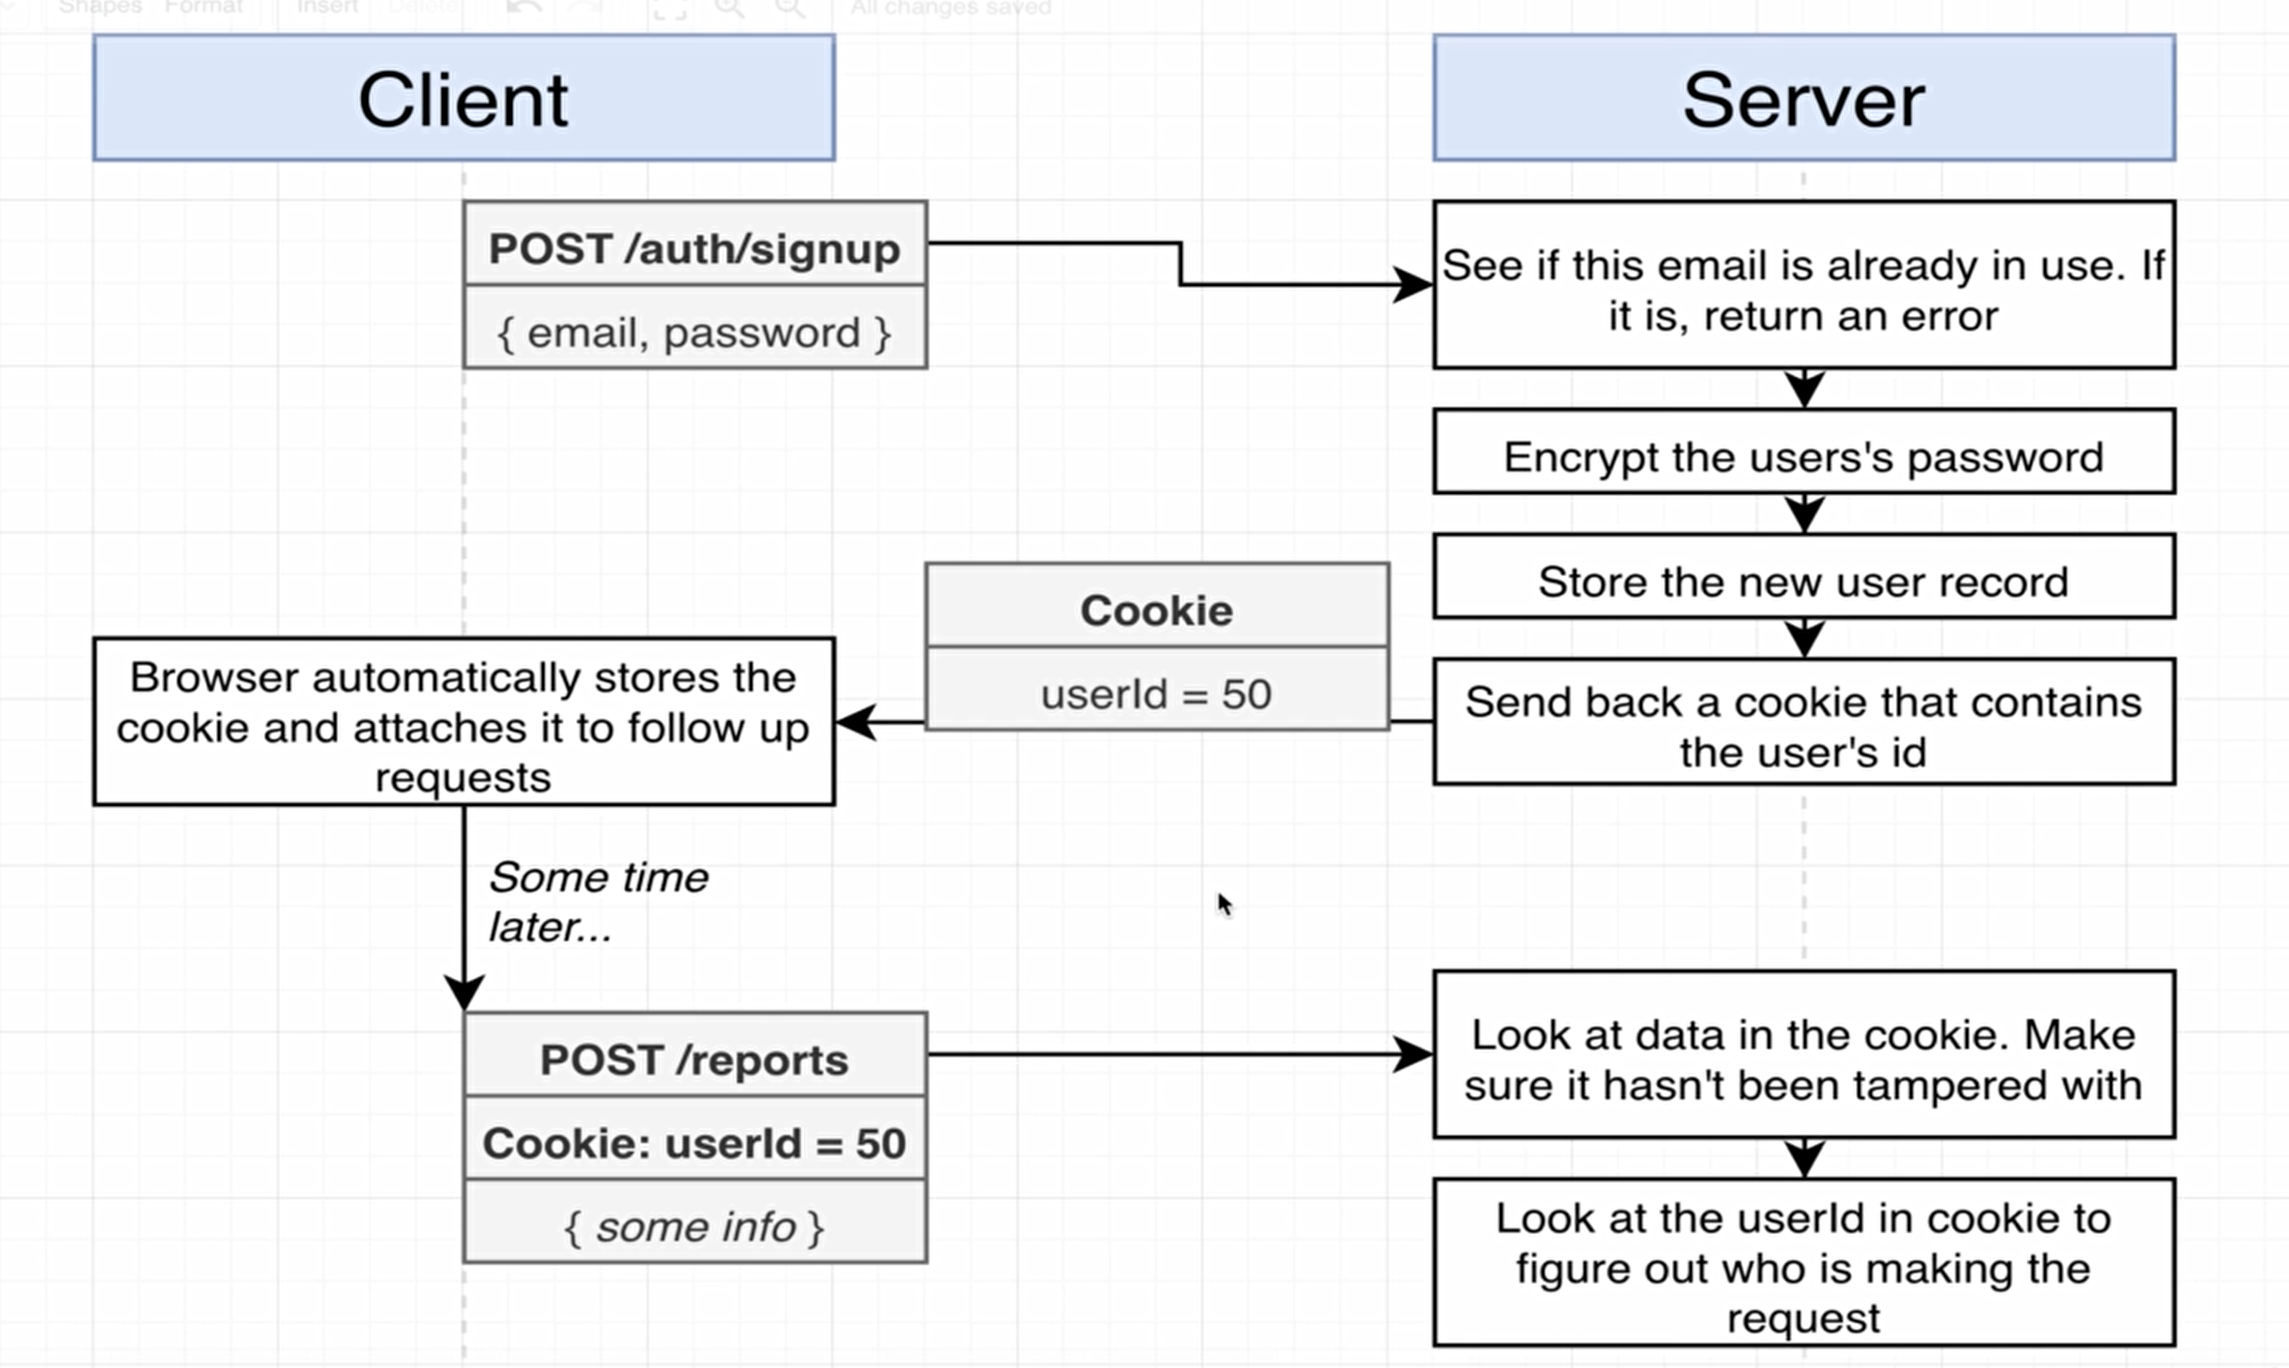 Shapes Format Insert Delete All changes saved
Client
Server
POST /auth/signup
{ email, password }
See if this email is already in use. If
it is, return an error
Encrypt the users's password
Store the new user record
Cookie
userId = 50
Send back a cookie that contains
the user's id
Browser automatically stores the
cookie and attaches it to follow up
requests
Some time
later...
POST /reports
Cookie: userId = 50
{ some info }
Look at data in the cookie. Make
sure it hasn't been tampered with
Look at the userId in cookie to
figure out who is making the
request